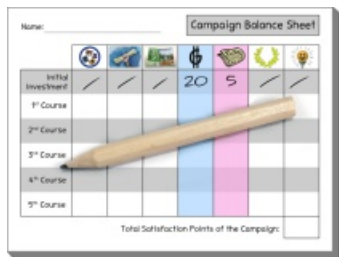 Name:
Campaign Balance Sheet
Initial Investment / / / 20 5 / /
1st Course
2nd Course
3rd Course
4th Course
5th Course
Total Satisfaction Points of the Campaign: